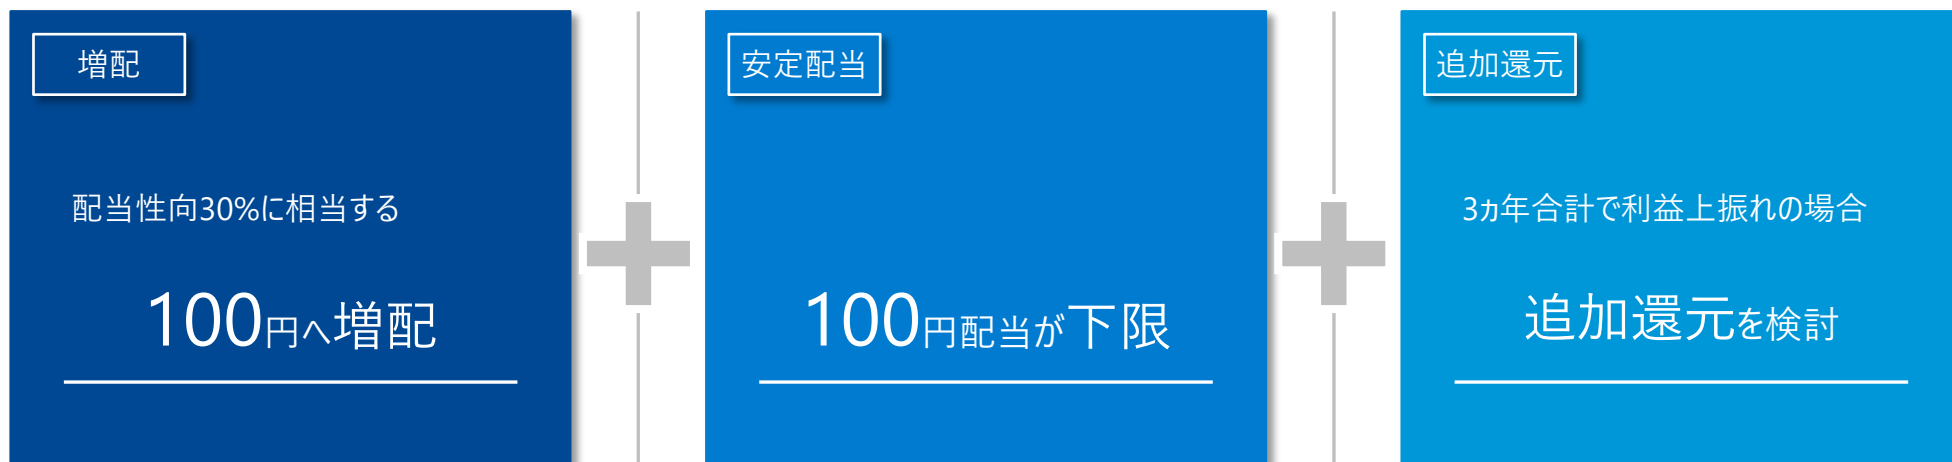 増配
配当性向30%に相当する
100円へ増配
安定配当
100円配当が下限
追加還元
3ヵ年合計で利益上振れの場合
追加還元を検討